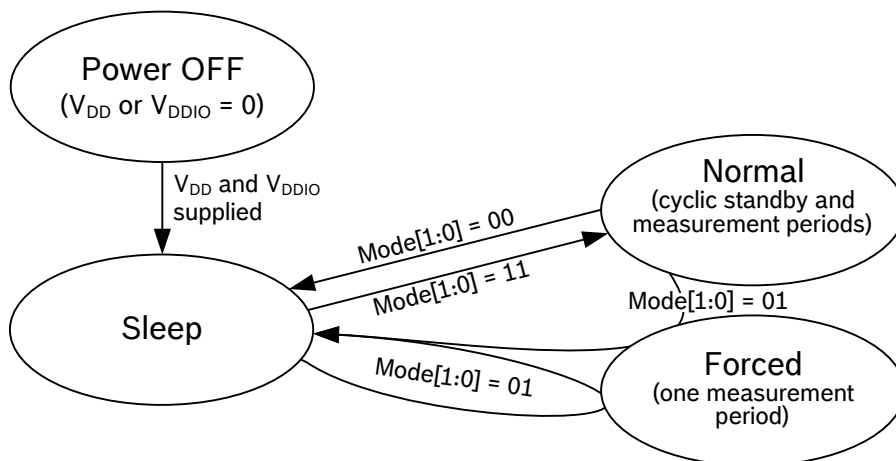 Power OFF
(VDD or VDDIO = 0)
VDD and VDDIO
supplied
Normal
(cyclic standby and
measurement periods)
Mode[1:0] = 00
Mode[1:0] = 11
Mode[1:0] = 01
Sleep
Forced
(one measurement
period)
Mode[1:0] = 01